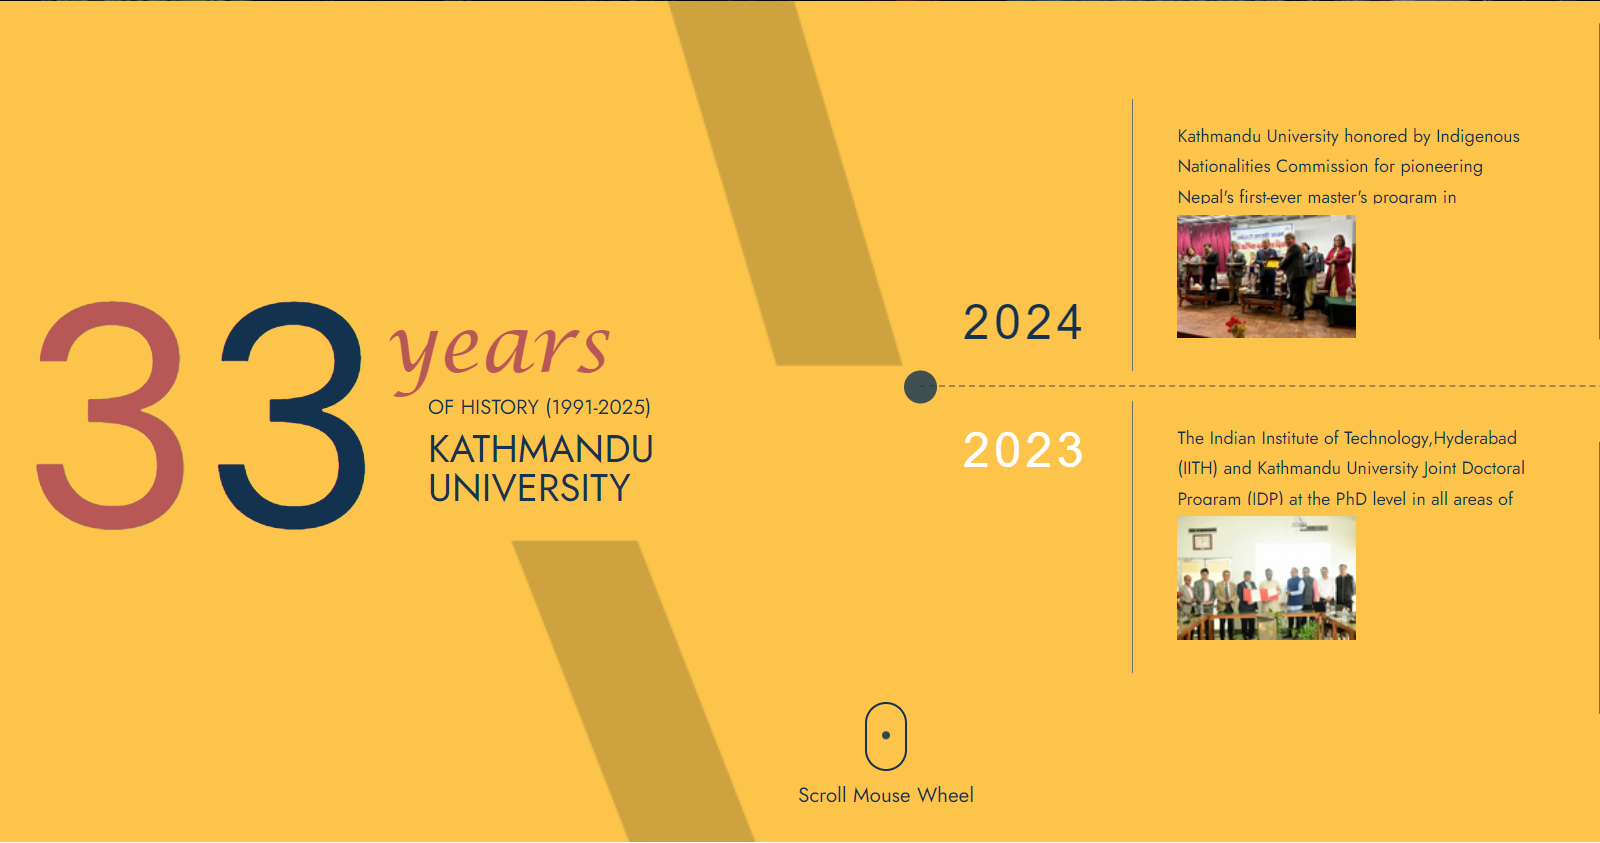 33
years
OF HISTORY (1991-2025)
KATHMANDU
UNIVERSITY
2024
Kathmandu University honored by Indigenous
Nationalities Commission for pioneering
Nepal's first-ever master's program in
2023
The Indian Institute of Technology,Hyderabad
(IITH) and Kathmandu University Joint Doctoral
Program (IDP) at the PhD level in all areas of
Scroll Mouse Wheel